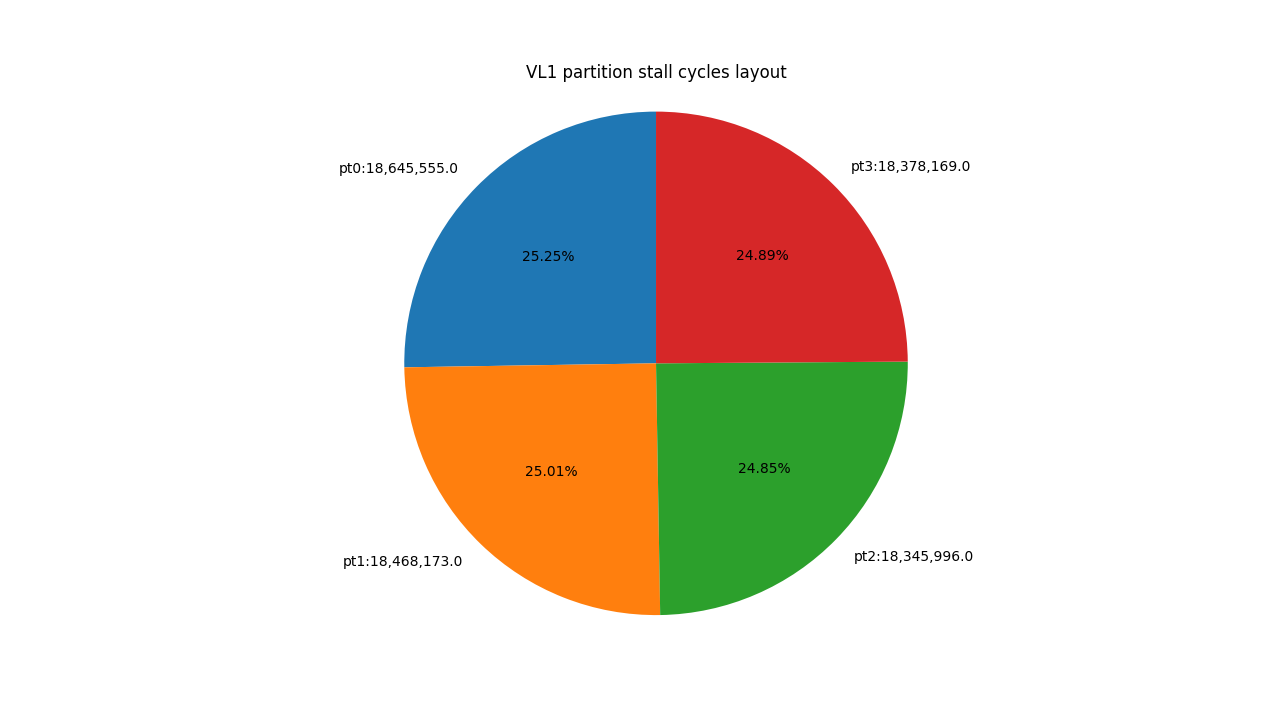 VL1 partition stall cycles layout
pt0:18,645,555.0
pt3:18,378,169.0
25.25%
24.89%
25.01%
24.85%
pt1:18,468,173.0
pt2:18,345,996.0